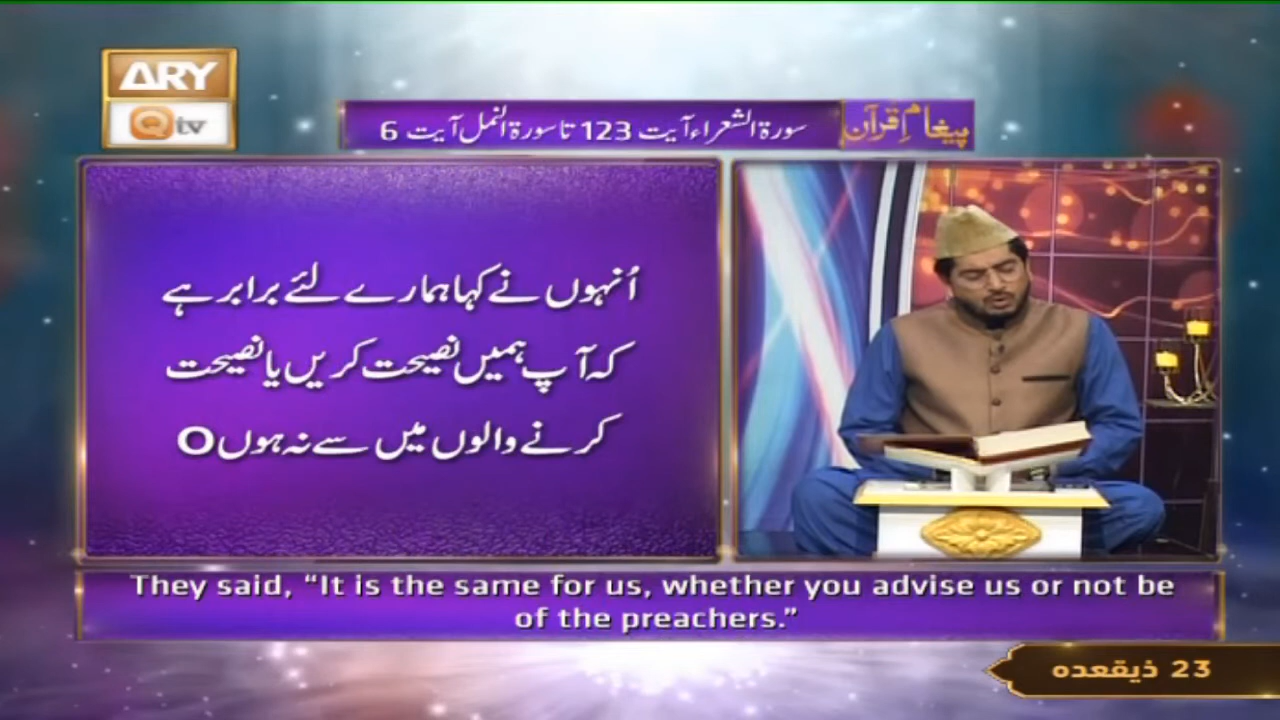 ARY
Qtv
پیغامِ قرآن
سورۃ الشعراء آیت 123 تا سورۃ النمل آیت 6
اُنہوں نے کہا ہمارے لئے برابر ہے
کہ آپ ہمیں نصیحت کریں یا نصیحت
کرنے والوں میں سے نہ ہوں O
They said, “It is the same for us, whether you advise us or not be
of the preachers.”
23 ذیقعدہ